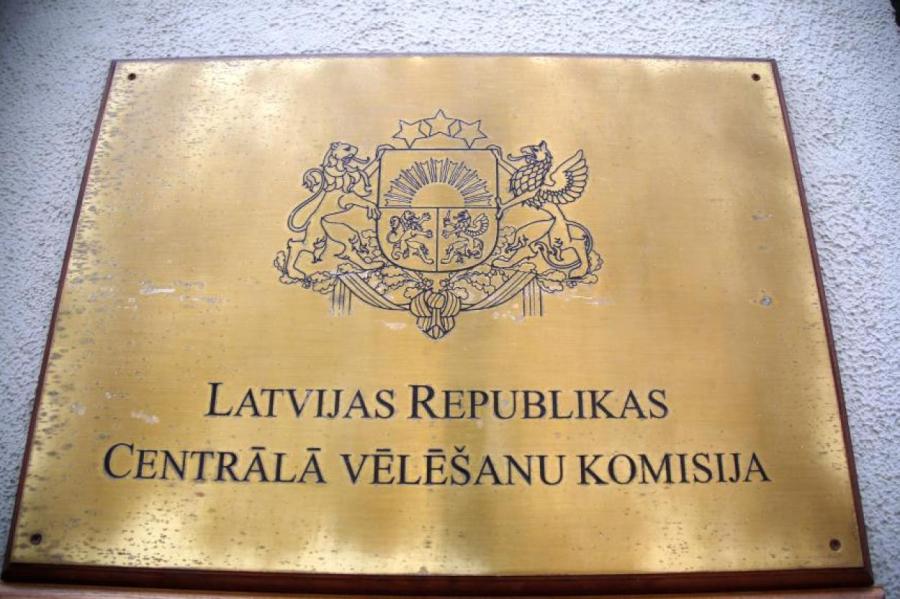 LATVIJAS REPUBLIKAS
CENTRĀLĀ VĒLĒŠANU KOMISIJA